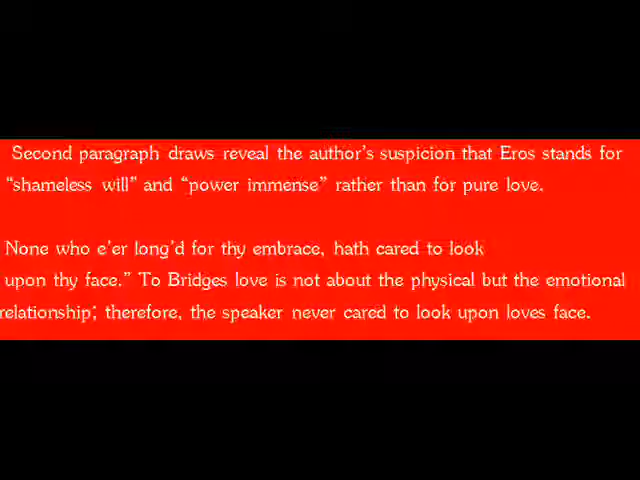 Second paragraph draws reveal the author's suspicion that Eros stands for
"shameless will" and "power immense" rather than for pure love.
None who e'er long'd for thy embrace, hath cared to look
upon thy face." To Bridges love is not about the physical but the emotional
relationship; therefore, the speaker never cared to look upon loves face.